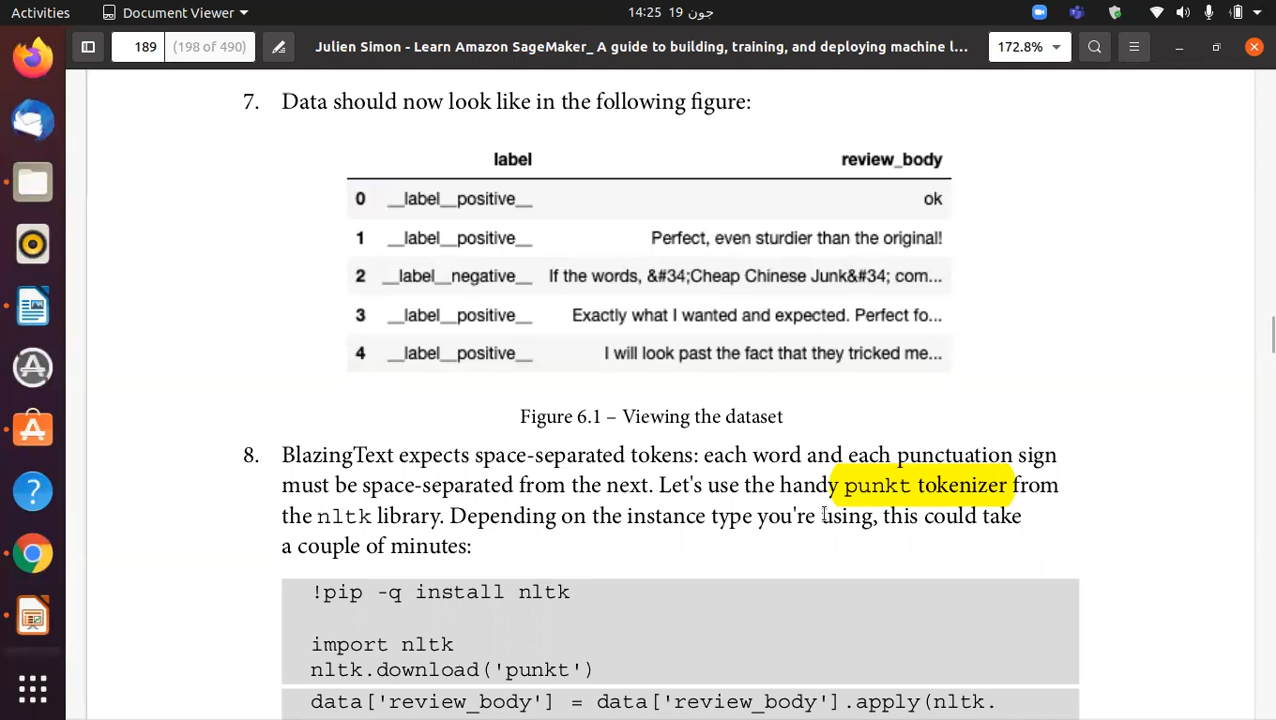 Activities Document Viewer 14:25 19 جون
189 (198 of 490) Julien Simon - Learn Amazon SageMaker_ A guide to building, training, and deploying machine l... 172.8%
7. Data should now look like in the following figure:
label review_body
0 __label__positive__ ok
1 __label__positive__ Perfect, even sturdier than the original!
2 __label__negative__ If the words, &#34;Cheap Chinese Junk&#34; com...
3 __label__positive__ Exactly what I wanted and expected. Perfect fo...
4 __label__positive__ I will look past the fact that they tricked me...
Figure 6.1 – Viewing the dataset
8. BlazingText expects space-separated tokens: each word and each punctuation sign
must be space-separated from the next. Let's use the handy punkt tokenizer from
the nltk library. Depending on the instance type you're using, this could take
a couple of minutes:
!pip -q install nltk
import nltk
nltk.download('punkt')
data['review_body'] = data['review_body'].apply(nltk.